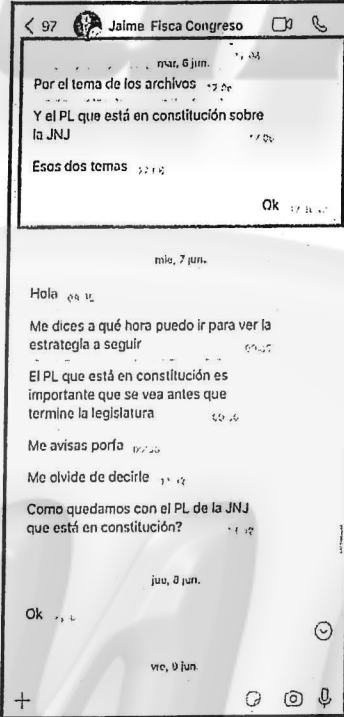 97 Jaime Fisca Congreso
mar, 6 jun.
Por el tema de los archivos
Y el PL que está en constitución sobre
la JNJ
Esos dos temas
Ok
mié, 7 jun.
Hola
Me dices a qué hora puedo ir para ver la
estrategia a seguir
El PL que está en constitución es
importante que se vea antes que
termine la legislatura
Me avisas porfa
Me olvide de decirle
Como quedamos con el PL de la JNJ
que está en constitución?
jue, 8 jun.
Ok
vie, 9 jun.